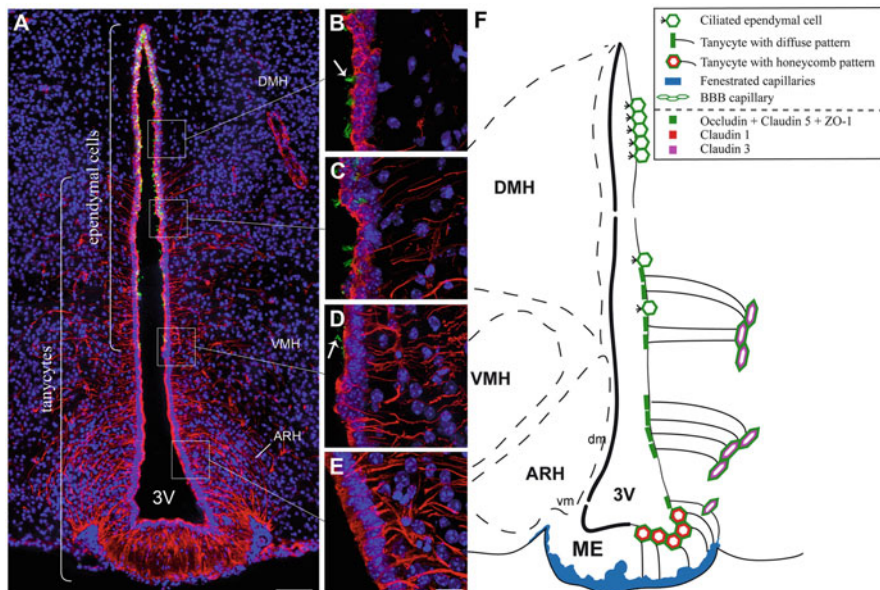 A
ependymal cells
tanycytes
DMH
VMH
ARH
3V
B
C
D
E
F
DMH
VMH
ARH
dm
vm
3V
ME
Ciliated ependymal cell
Tanycyte with diffuse pattern
Tanycyte with honeycomb pattern
Fenestrated capillaries
BBB capillary
Occludin + Claudin 5 + ZO-1
Claudin 1
Claudin 3